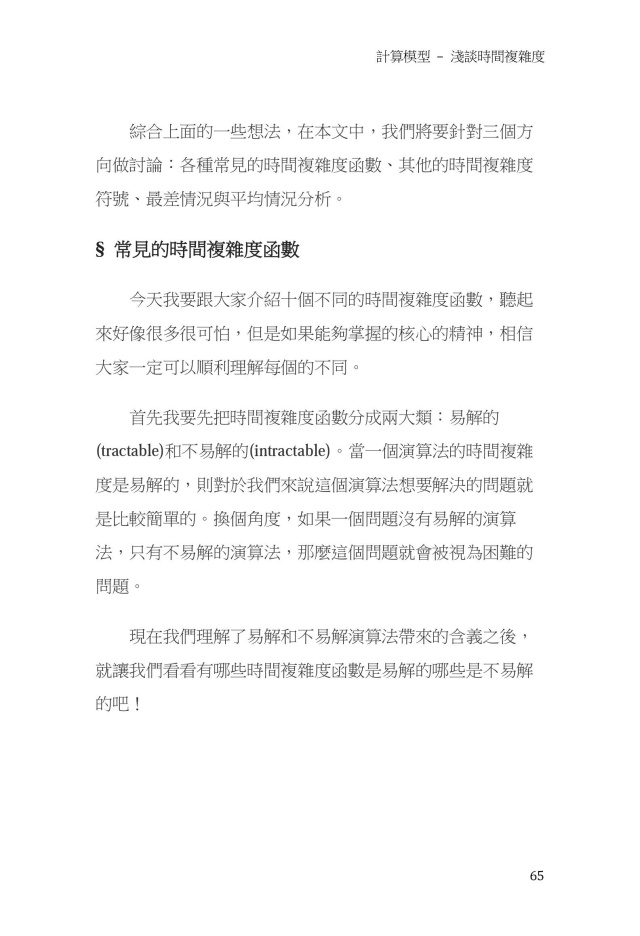 計算模型 － 淺談時間複雜度
綜合上面的一些想法，在本文中，我們將要針對三個方
向做討論：各種常見的時間複雜度函數、其他的時間複雜度
符號、最差情況與平均情況分析。
§ 常見的時間複雜度函數
今天我要跟大家介紹十個不同的時間複雜度函數，聽起
來好像很多很可怕，但是如果能夠掌握的核心的精神，相信
大家一定可以順利理解每個的不同。
首先我要先把時間複雜度函數分成兩大類：易解的
(tractable)和不易解的(intractable)。當一個演算法的時間複雜
度是易解的，則對於我們來說這個演算法想要解決的問題就
是比較簡單的。換個角度，如果一個問題沒有易解的演算
法，只有不易解的演算法，那麼這個問題就會被視為困難的
問題。
現在我們理解了易解和不易解演算法帶來的含義之後，
就讓我們看看有哪些時間複雜度函數是易解的哪些是不易解
的吧！
65